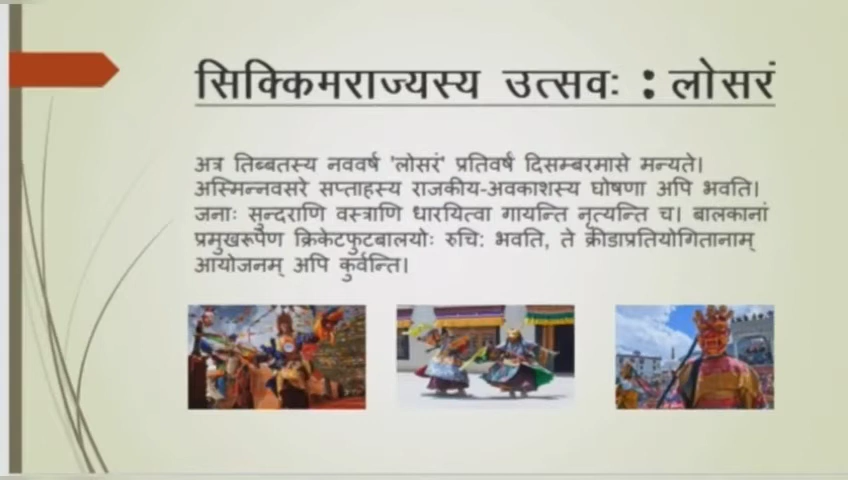 सिक्किमराज्यस्य उत्सवः : लोसरं
अत्र तिब्बतस्य नववर्ष 'लोसरं' प्रतिवर्षं दिसम्बरमासे मन्यते।
अस्मिन्नवसरे सप्ताहस्य राजकीय-अवकाशस्य घोषणा अपि भवति।
जनाः सुन्दराणि वस्त्राणि धारयित्वा गायन्ति नृत्यन्ति च। बालकानां
प्रमुखरूपेण क्रिकेटफुटबालयोः रुचि: भवति, ते क्रीडाप्रतियोगितानाम्
आयोजनम् अपि कुर्वन्ति।